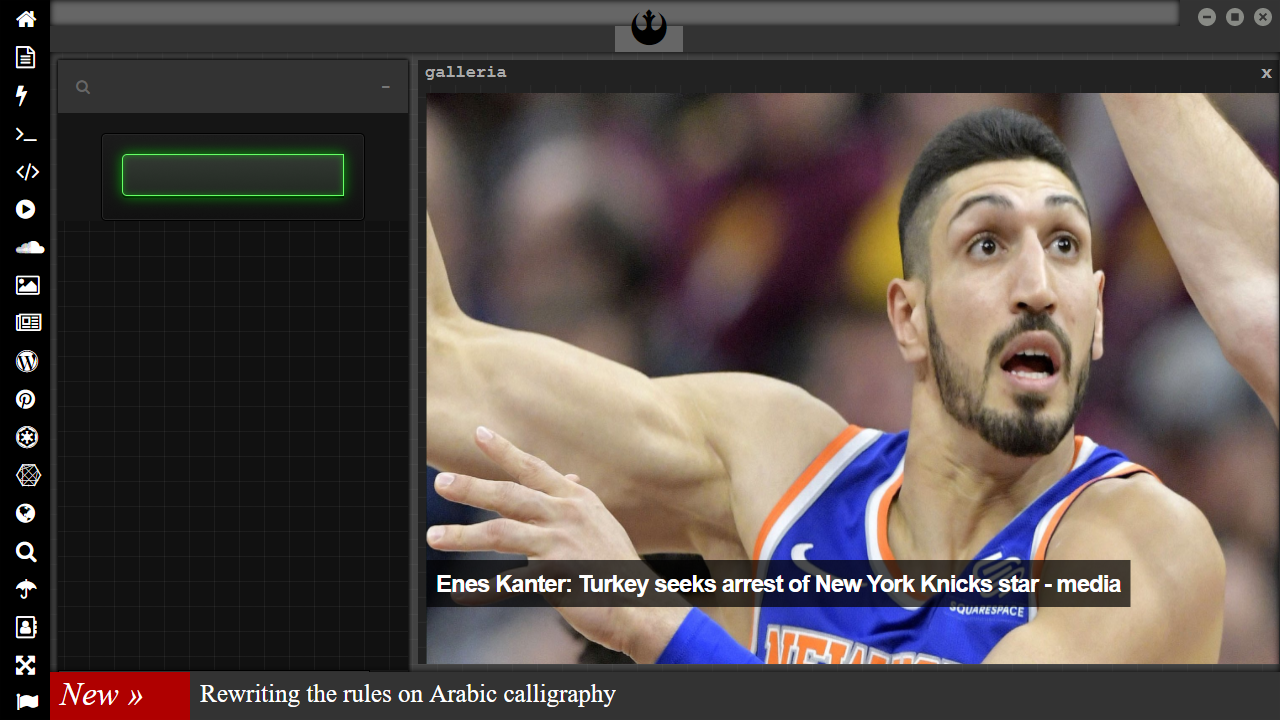 galleria
x
Enes Kanter: Turkey seeks arrest of New York Knicks star - media
SQUARESPACE
NEW YORK
New »
Rewriting the rules on Arabic calligraphy